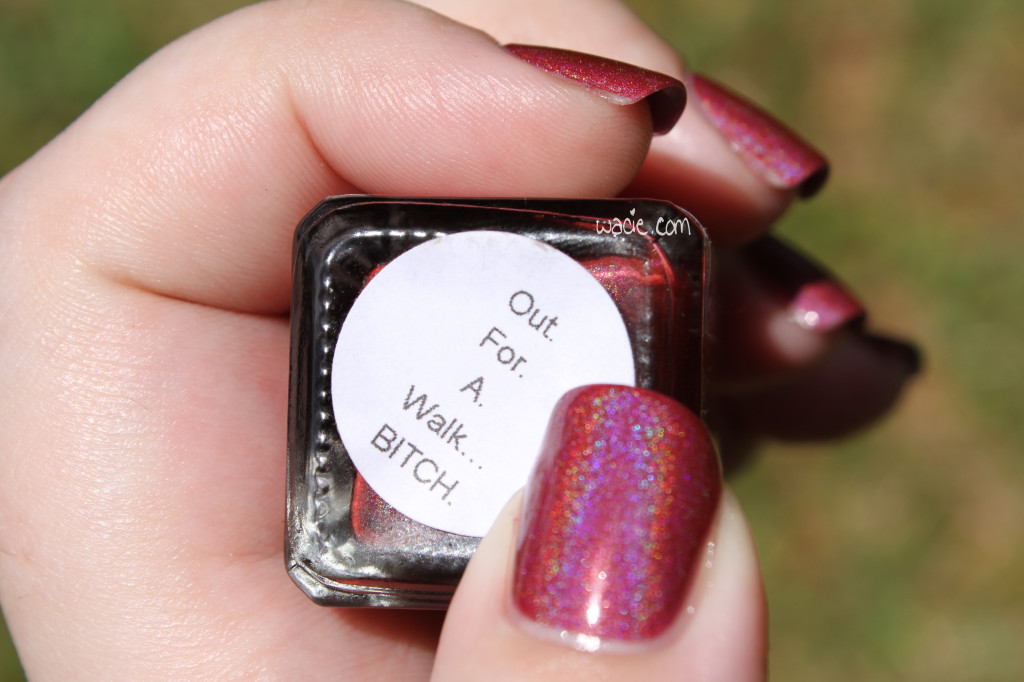 wacie.com
Out.
For.
A.
Walk...
BITCH.